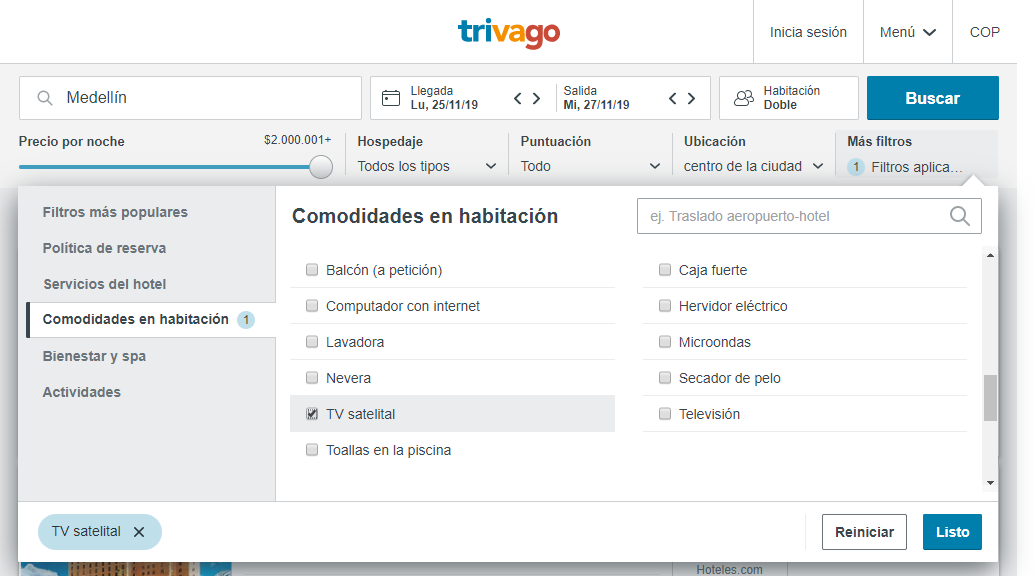 trivago
Inicia sesión
Menú
COP
Medellín
Llegada
Lu, 25/11/19
Salida
Mi, 27/11/19
Habitación
Doble
Buscar
Precio por noche
$2.000.001+
Hospedaje
Todos los tipos
Puntuación
Todo
Ubicación
centro de la ciudad
Más filtros
1 Filtros aplica...
Filtros más populares
Política de reserva
Servicios del hotel
Comodidades en habitación 1
Bienestar y spa
Actividades
Comodidades en habitación
ej. Traslado aeropuerto-hotel
Balcón (a petición)
Computador con internet
Lavadora
Nevera
TV satelital
Toallas en la piscina
Caja fuerte
Hervidor eléctrico
Microondas
Secador de pelo
Televisión
TV satelital
Reiniciar
Listo
Hoteles.com